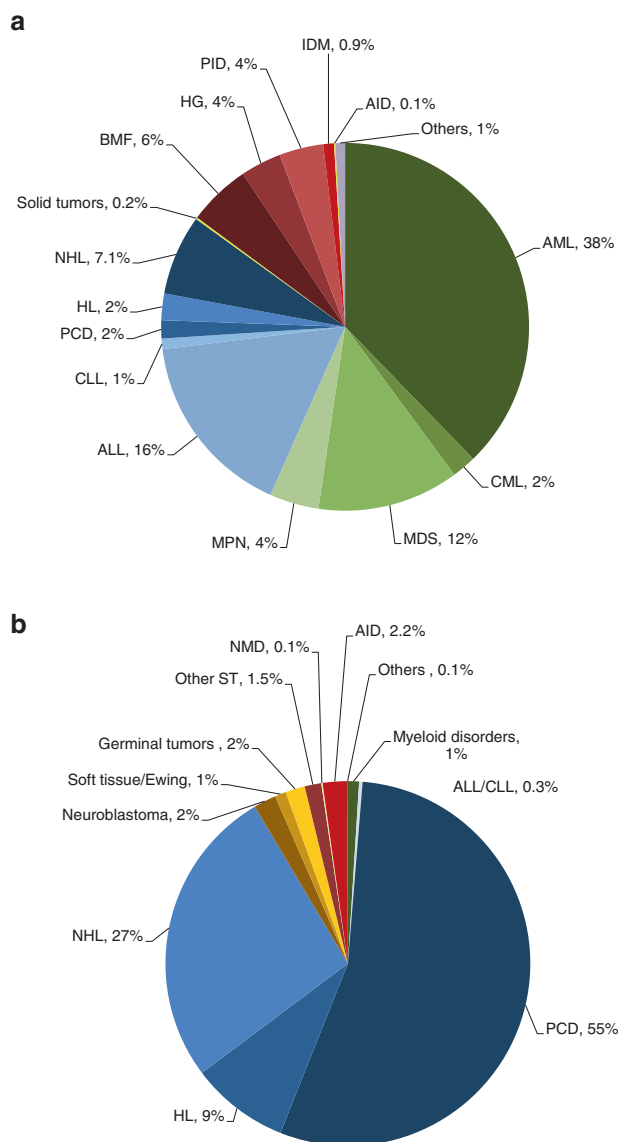 a
IDM, 0.9%
PID, 4%
HG, 4%
AID, 0.1%
BMF, 6%
Others, 1%
Solid tumors, 0.2%
AML, 38%
NHL, 7.1%
HL, 2%
PCD, 2%
CLL, 1%
ALL, 16%
CML, 2%
MPN, 4%
MDS, 12%
b
AID, 2.2%
NMD, 0.1%
Others , 0.1%
Other ST, 1.5%
Myeloid disorders,
1%
Germinal tumors , 2%
Soft tissue/Ewing, 1%
ALL/CLL, 0.3%
Neuroblastoma, 2%
NHL, 27%
PCD, 55%
HL, 9%